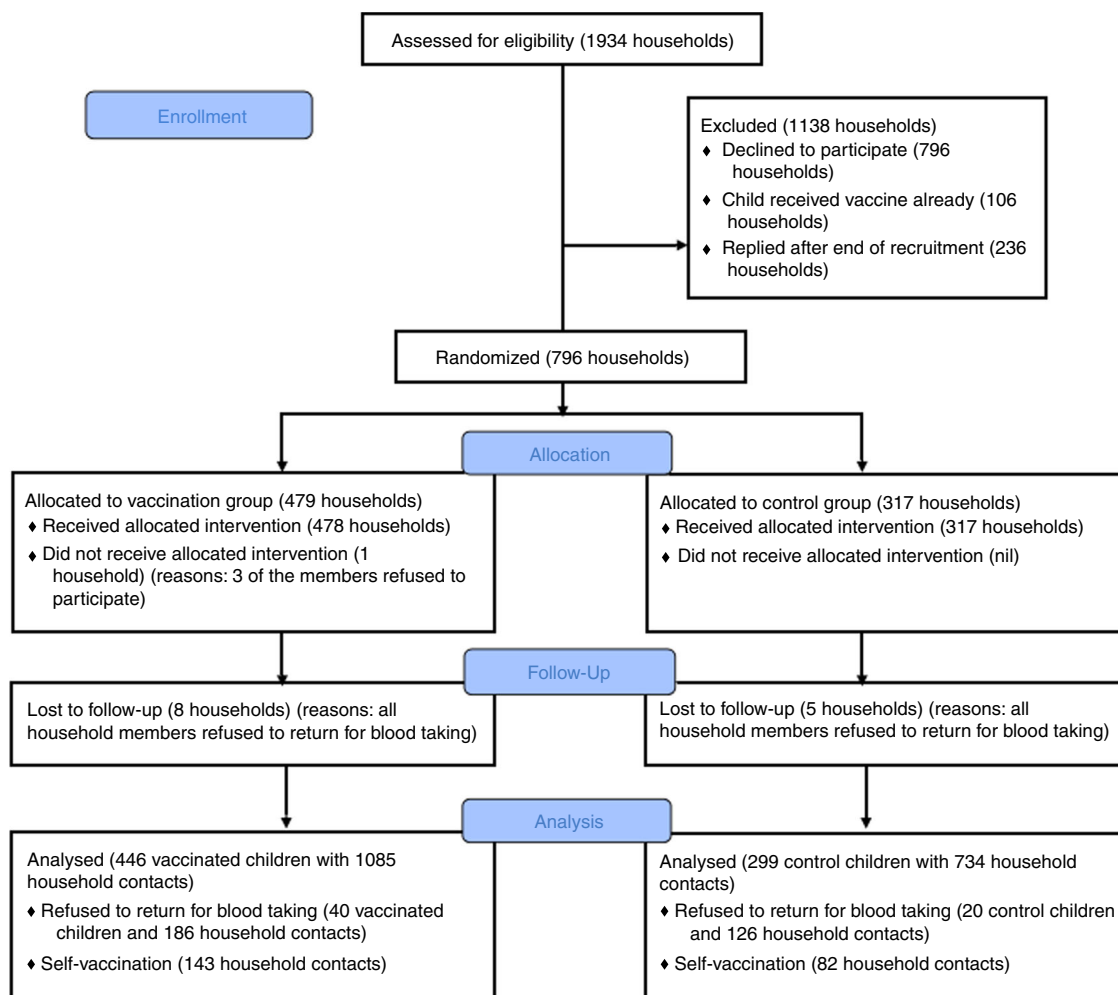 Assessed for eligibility (1934 households)
Enrollment
Excluded (1138 households)
♦ Declined to participate (796
households)
♦ Child received vaccine already (106
households)
♦ Replied after end of recruitment (236
households)
Randomized (796 households)
Allocation
Allocated to vaccination group (479 households)
♦ Received allocated intervention (478 households)
♦ Did not receive allocated intervention (1
household) (reasons: 3 of the members refused to
participate)
Allocated to control group (317 households)
♦ Received allocated intervention (317 households)
♦ Did not receive allocated intervention (nil)
Follow-Up
Lost to follow-up (8 households) (reasons: all
household members refused to return for blood taking)
Lost to follow-up (5 households) (reasons: all
household members refused to return for blood taking)
Analysis
Analysed (446 vaccinated children with 1085
household contacts)
♦ Refused to return for blood taking (40 vaccinated
children and 186 household contacts)
♦ Self-vaccination (143 household contacts)
Analysed (299 control children with 734 household
contacts)
♦ Refused to return for blood taking (20 control children
and 126 household contacts)
♦ Self-vaccination (82 household contacts)